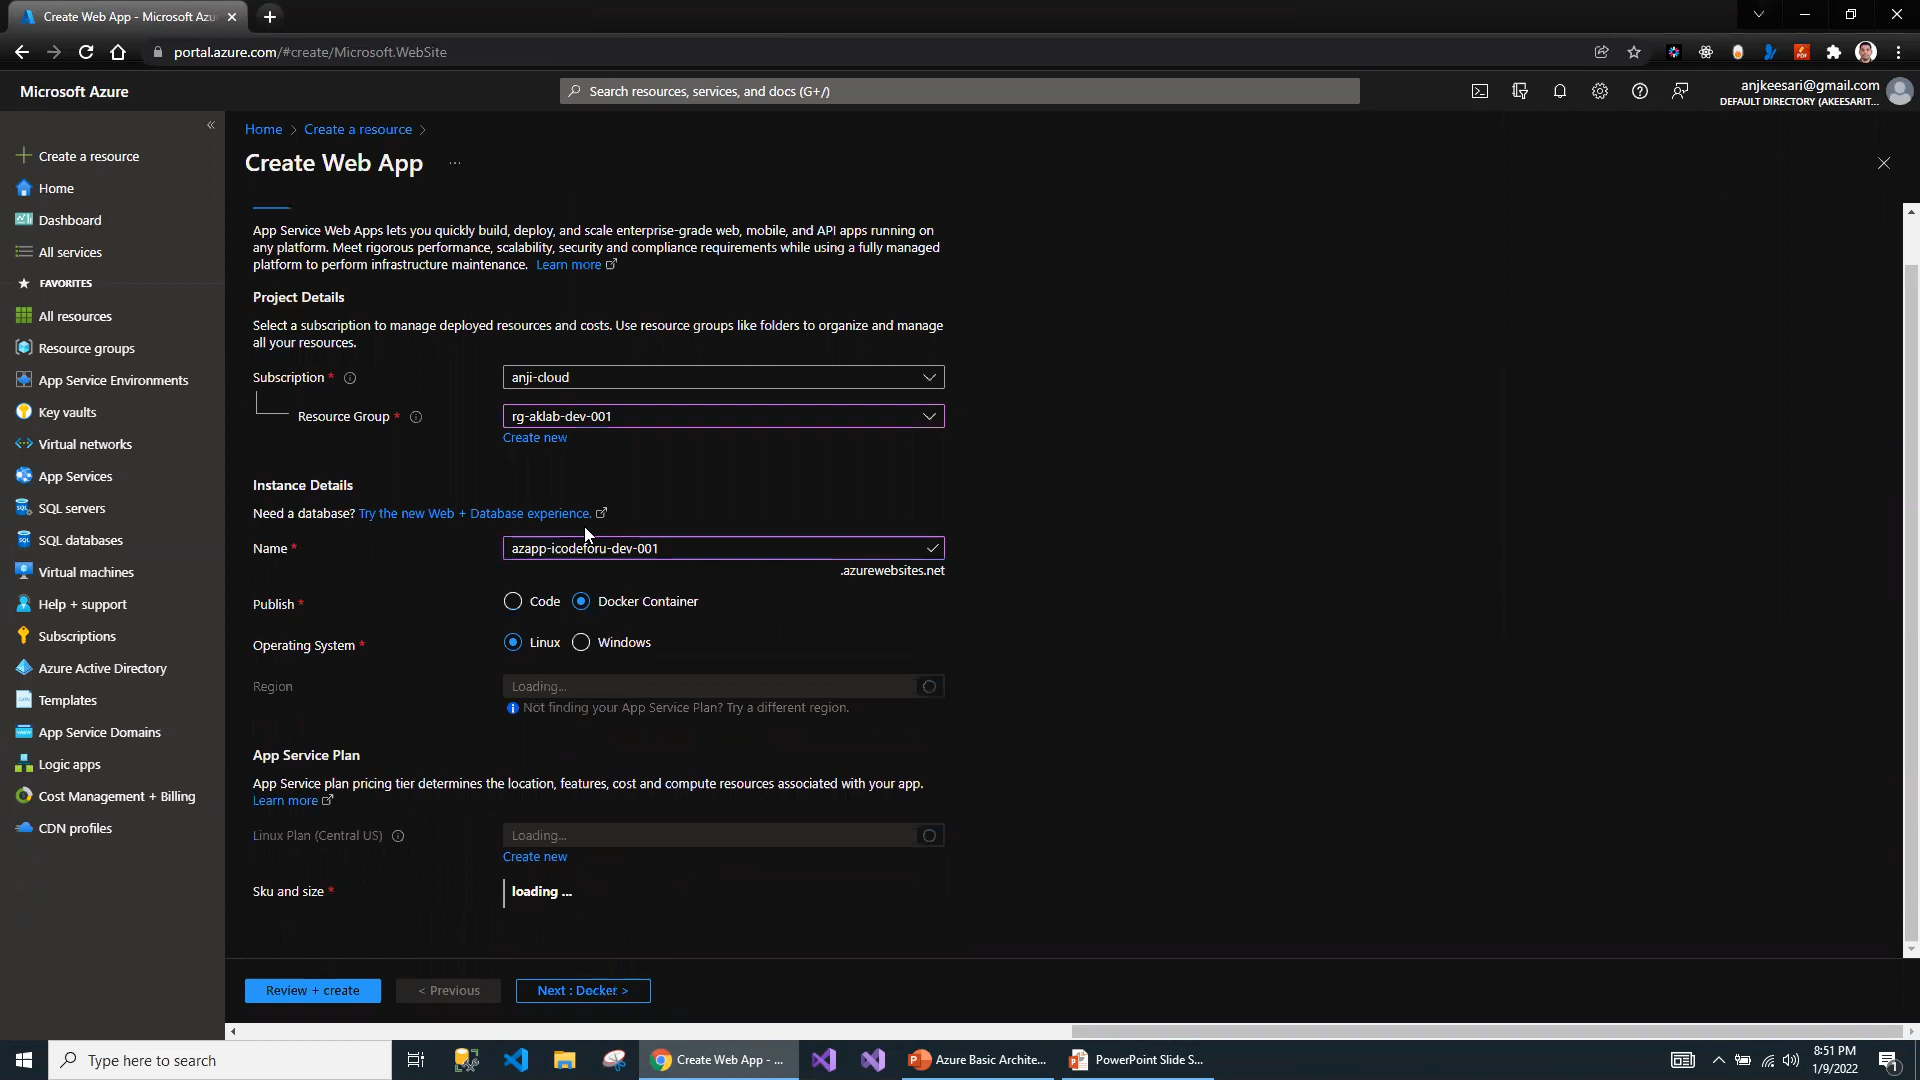 Create Web App - Microsoft Azu
portal.azure.com/#create/Microsoft.WebSite
Microsoft Azure
Search resources, services, and docs (G+/)
anjkeesari@gmail.com
DEFAULT DIRECTORY (AKEESARIT...
Create a resource
Home
Dashboard
All services
FAVORITES
All resources
Resource groups
App Service Environments
Key vaults
Virtual networks
App Services
SQL servers
SQL databases
Virtual machines
Help + support
Subscriptions
Azure Active Directory
Templates
App Service Domains
Logic apps
Cost Management + Billing
CDN profiles
Home > Create a resource >
Create Web App ...
App Service Web Apps lets you quickly build, deploy, and scale enterprise-grade web, mobile, and API apps running on
any platform. Meet rigorous performance, scalability, security and compliance requirements while using a fully managed
platform to perform infrastructure maintenance. Learn more
Project Details
Select a subscription to manage deployed resources and costs. Use resource groups like folders to organize and manage
all your resources.
Subscription * anji-cloud
Resource Group * rg-aklab-dev-001
Create new
Instance Details
Need a database? Try the new Web + Database experience.
Name * azapp-icodeforu-dev-001
.azurewebsites.net
Publish * Code Docker Container
Operating System * Linux Windows
Region Loading...
Not finding your App Service Plan? Try a different region.
App Service Plan
App Service plan pricing tier determines the location, features, cost and compute resources associated with your app.
Learn more
Linux Plan (Central US) Loading...
Create new
Sku and size * loading ...
Review + create < Previous Next : Docker >
Type here to search
Create Web App - ...
Azure Basic Archite...
PowerPoint Slide S...
8:51 PM
1/9/2022
1